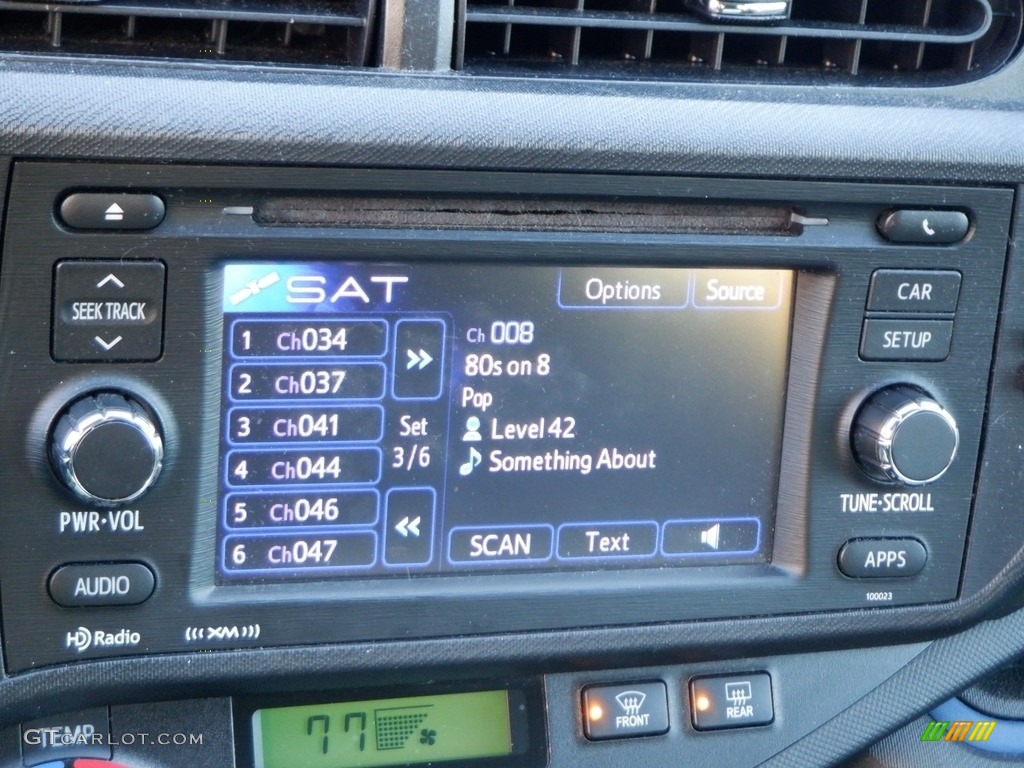 SEEK TRACK
PWR·VOL
AUDIO
HD Radio
(((XM)))
SAT
Options
Source
1 Ch034
2 Ch037
3 Ch041
4 Ch044
5 Ch046
6 Ch047
Set
3/6
Ch 008
80s on 8
Pop
Level 42
Something About
SCAN
Text
CAR
SETUP
TUNE·SCROLL
APPS
100023
TEMP
77
FRONT
REAR
GTCARLOT.COM